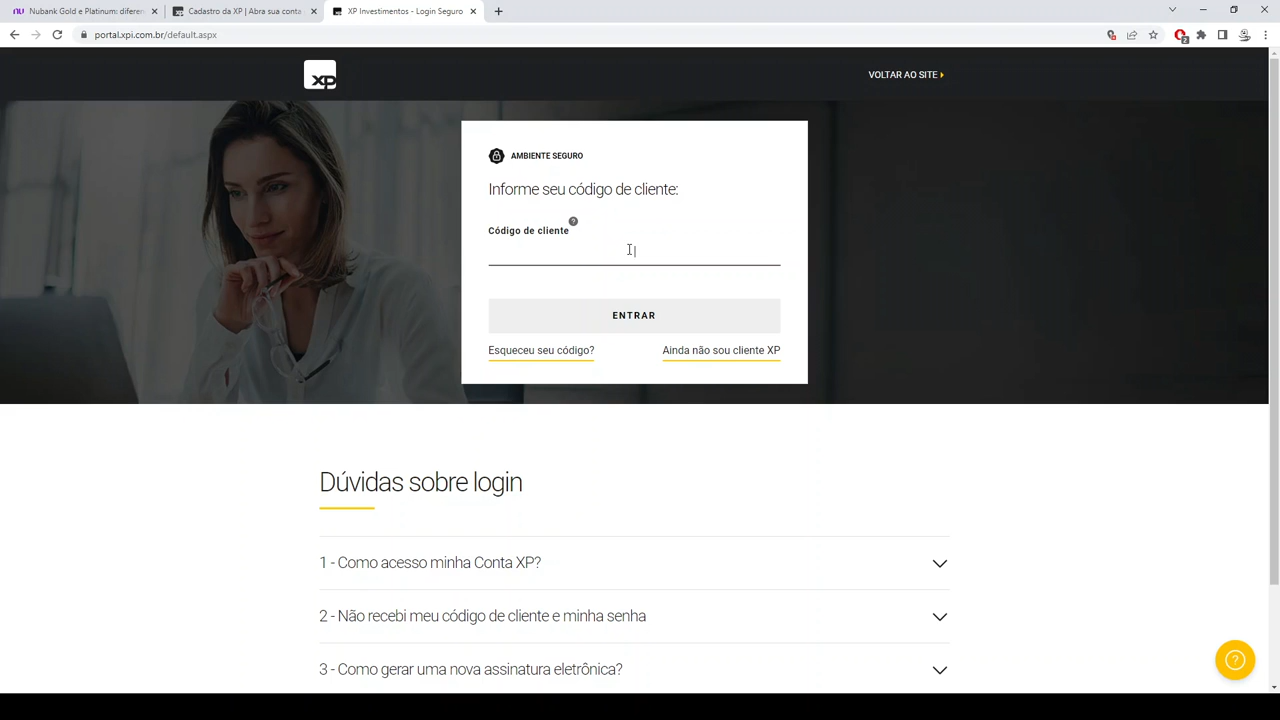 Nubank Gold e Platinum: diferen
Cadastro da XP | Abra sua conta
XP Investimentos - Login Seguro
portal.xpi.com.br/default.aspx
2
xp
VOLTAR AO SITE
AMBIENTE SEGURO
Informe seu código de cliente:
Código de cliente
?
ENTRAR
Esqueceu seu código?
Ainda não sou cliente XP
Dúvidas sobre login
1 - Como acesso minha Conta XP?
2 - Não recebi meu código de cliente e minha senha
3 - Como gerar uma nova assinatura eletrônica?
?